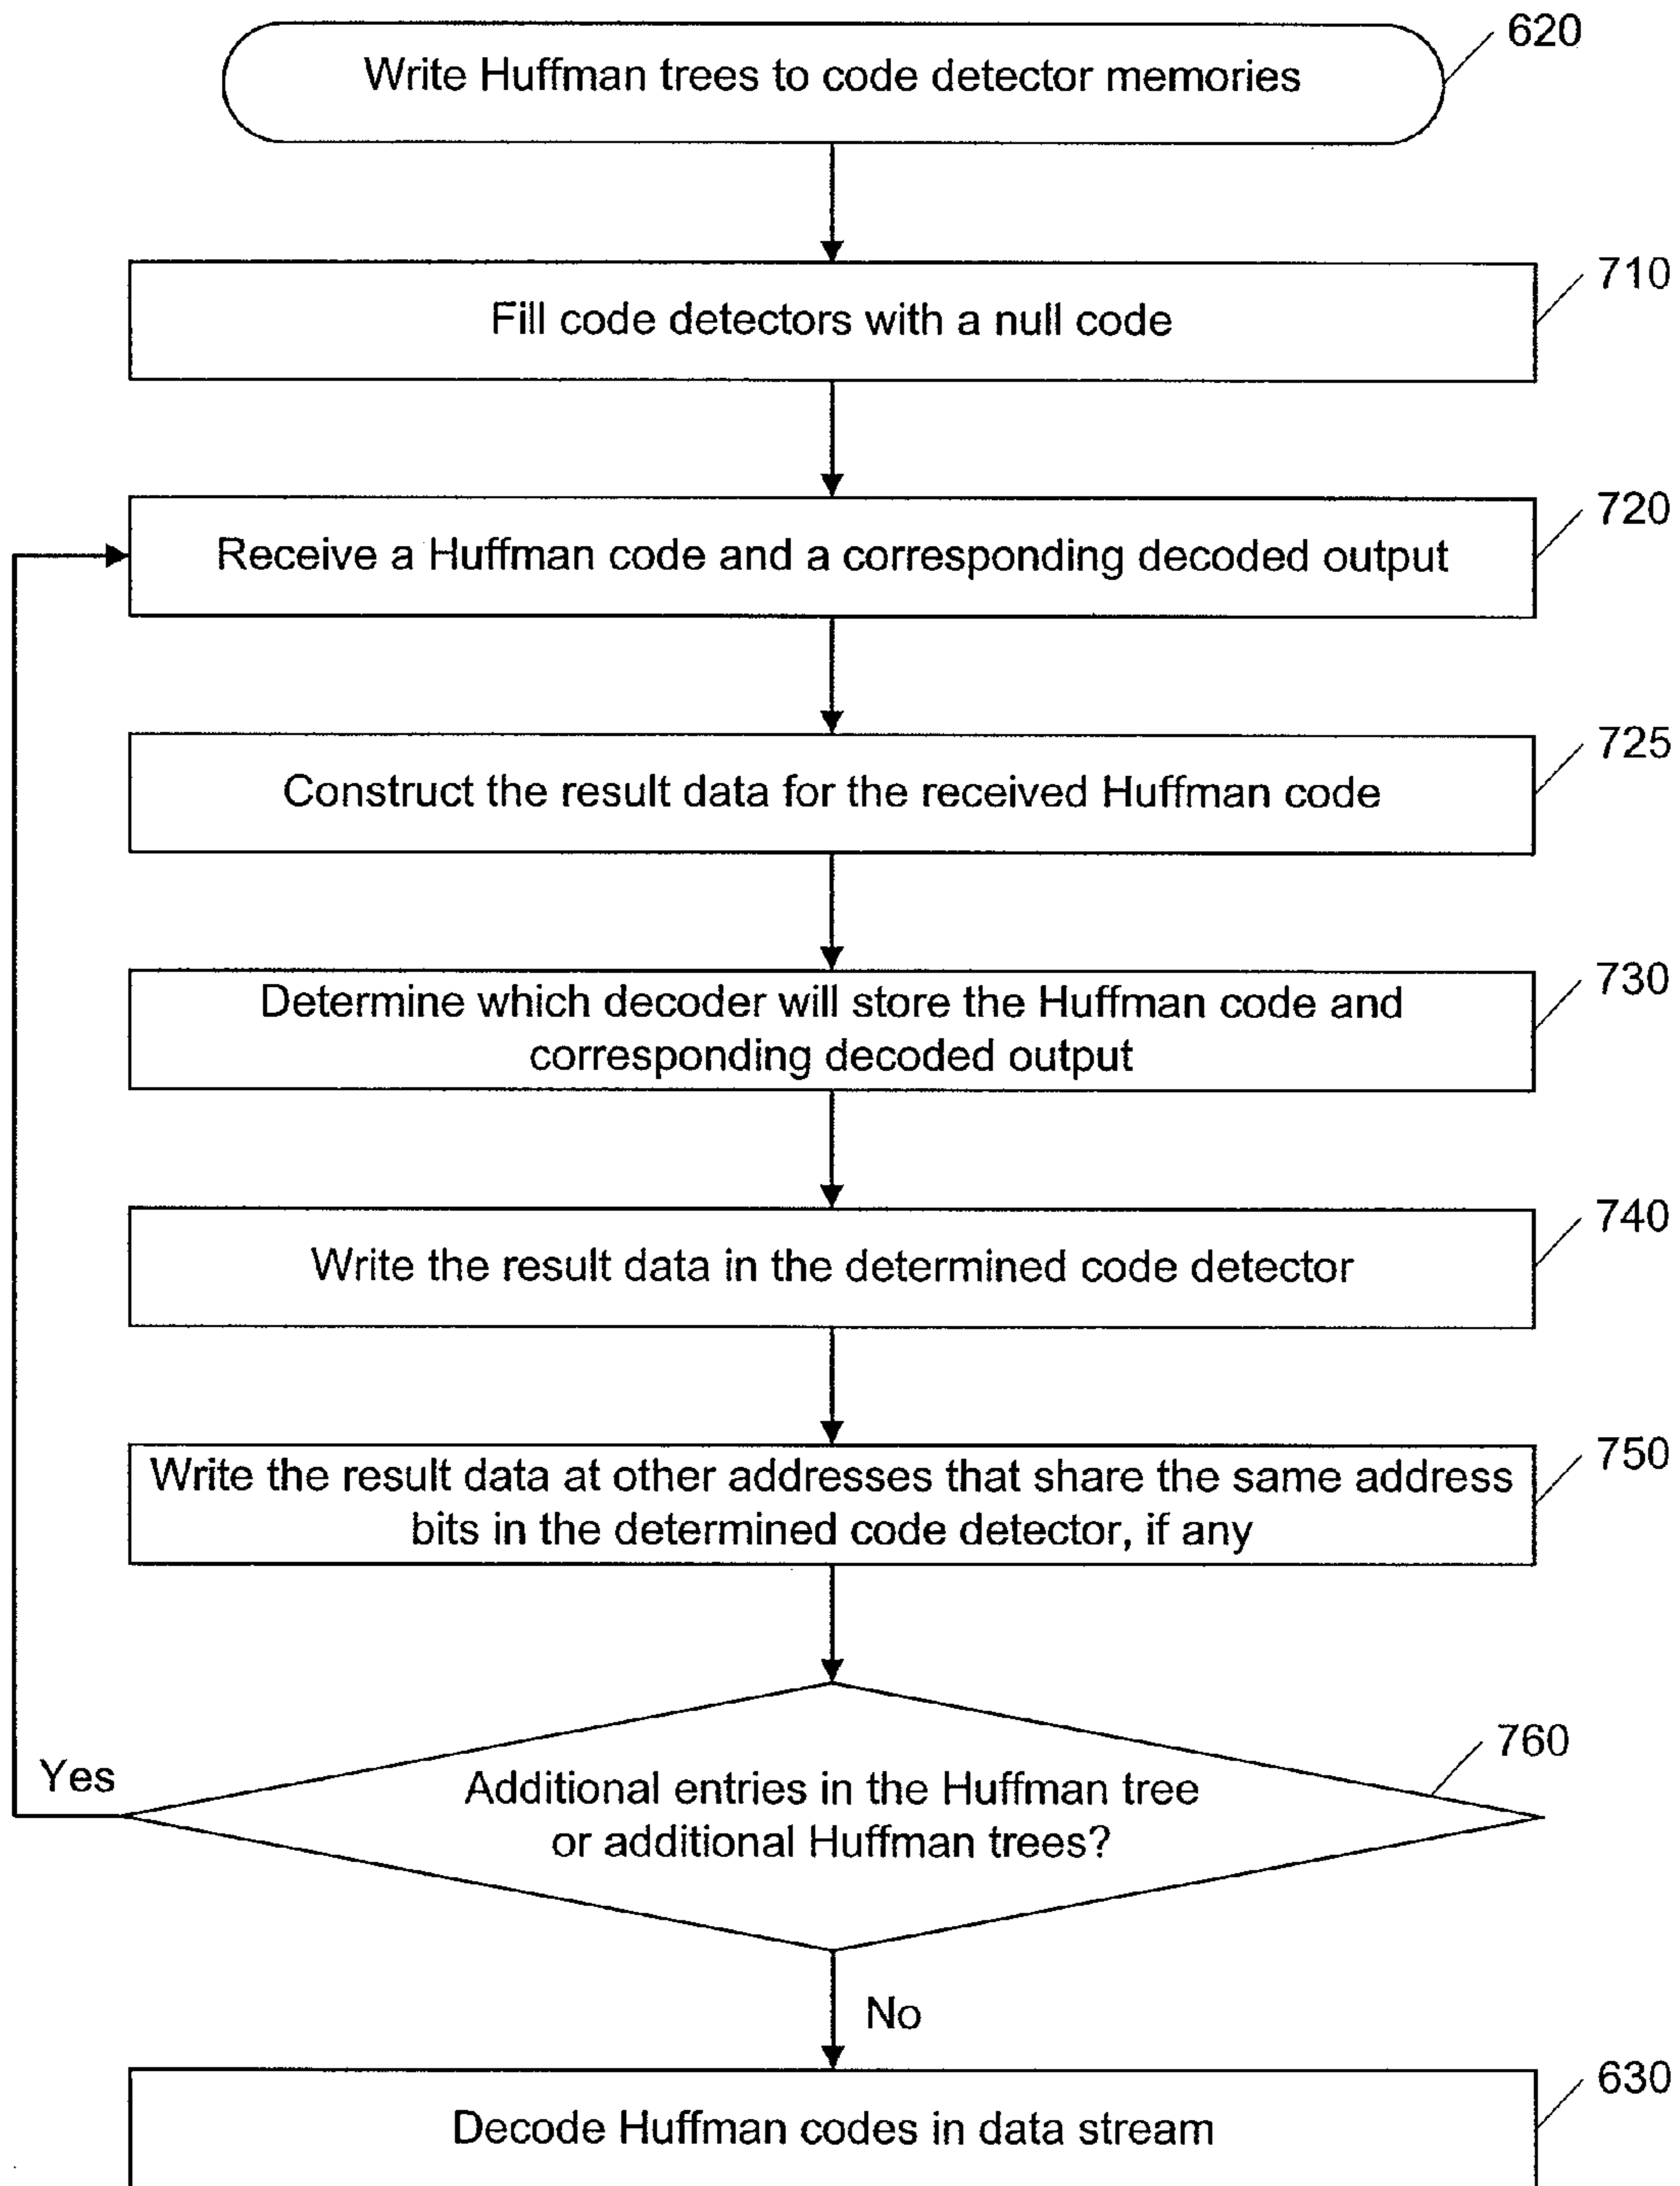 620
Write Huffman trees to code detector memories
710
Fill code detectors with a null code
720
Receive a Huffman code and a corresponding decoded output
725
Construct the result data for the received Huffman code
730
Determine which decoder will store the Huffman code and
corresponding decoded output
740
Write the result data in the determined code detector
750
Write the result data at other addresses that share the same address
bits in the determined code detector, if any
760
Yes
Additional entries in the Huffman tree
or additional Huffman trees?
No
630
Decode Huffman codes in data stream